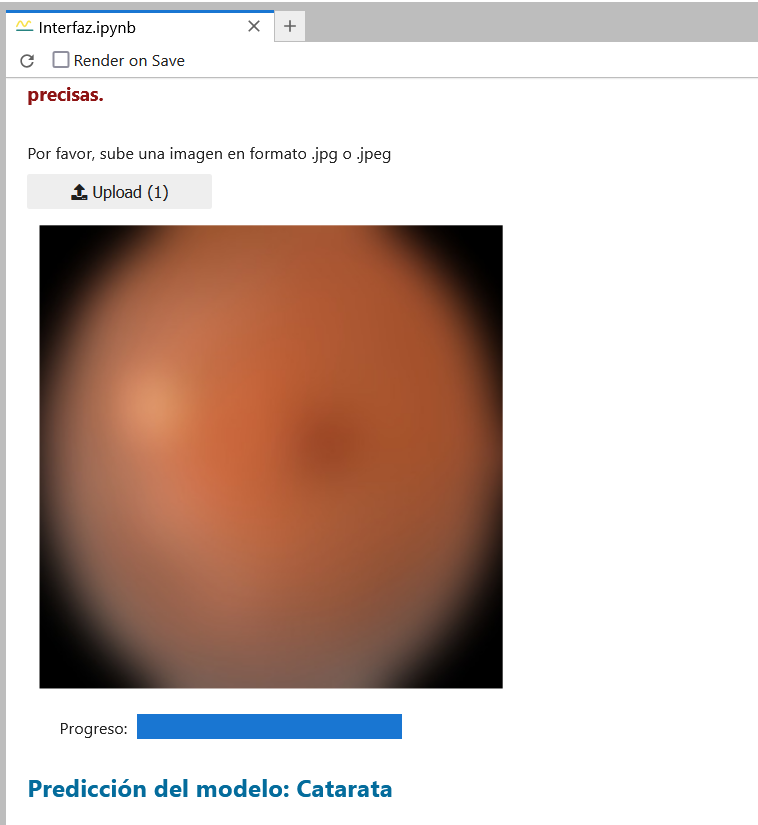 Interfaz.ipynb
Render on Save
precisas.
Por favor, sube una imagen en formato .jpg o .jpeg
Upload (1)
Progreso:
Predicción del modelo: Catarata